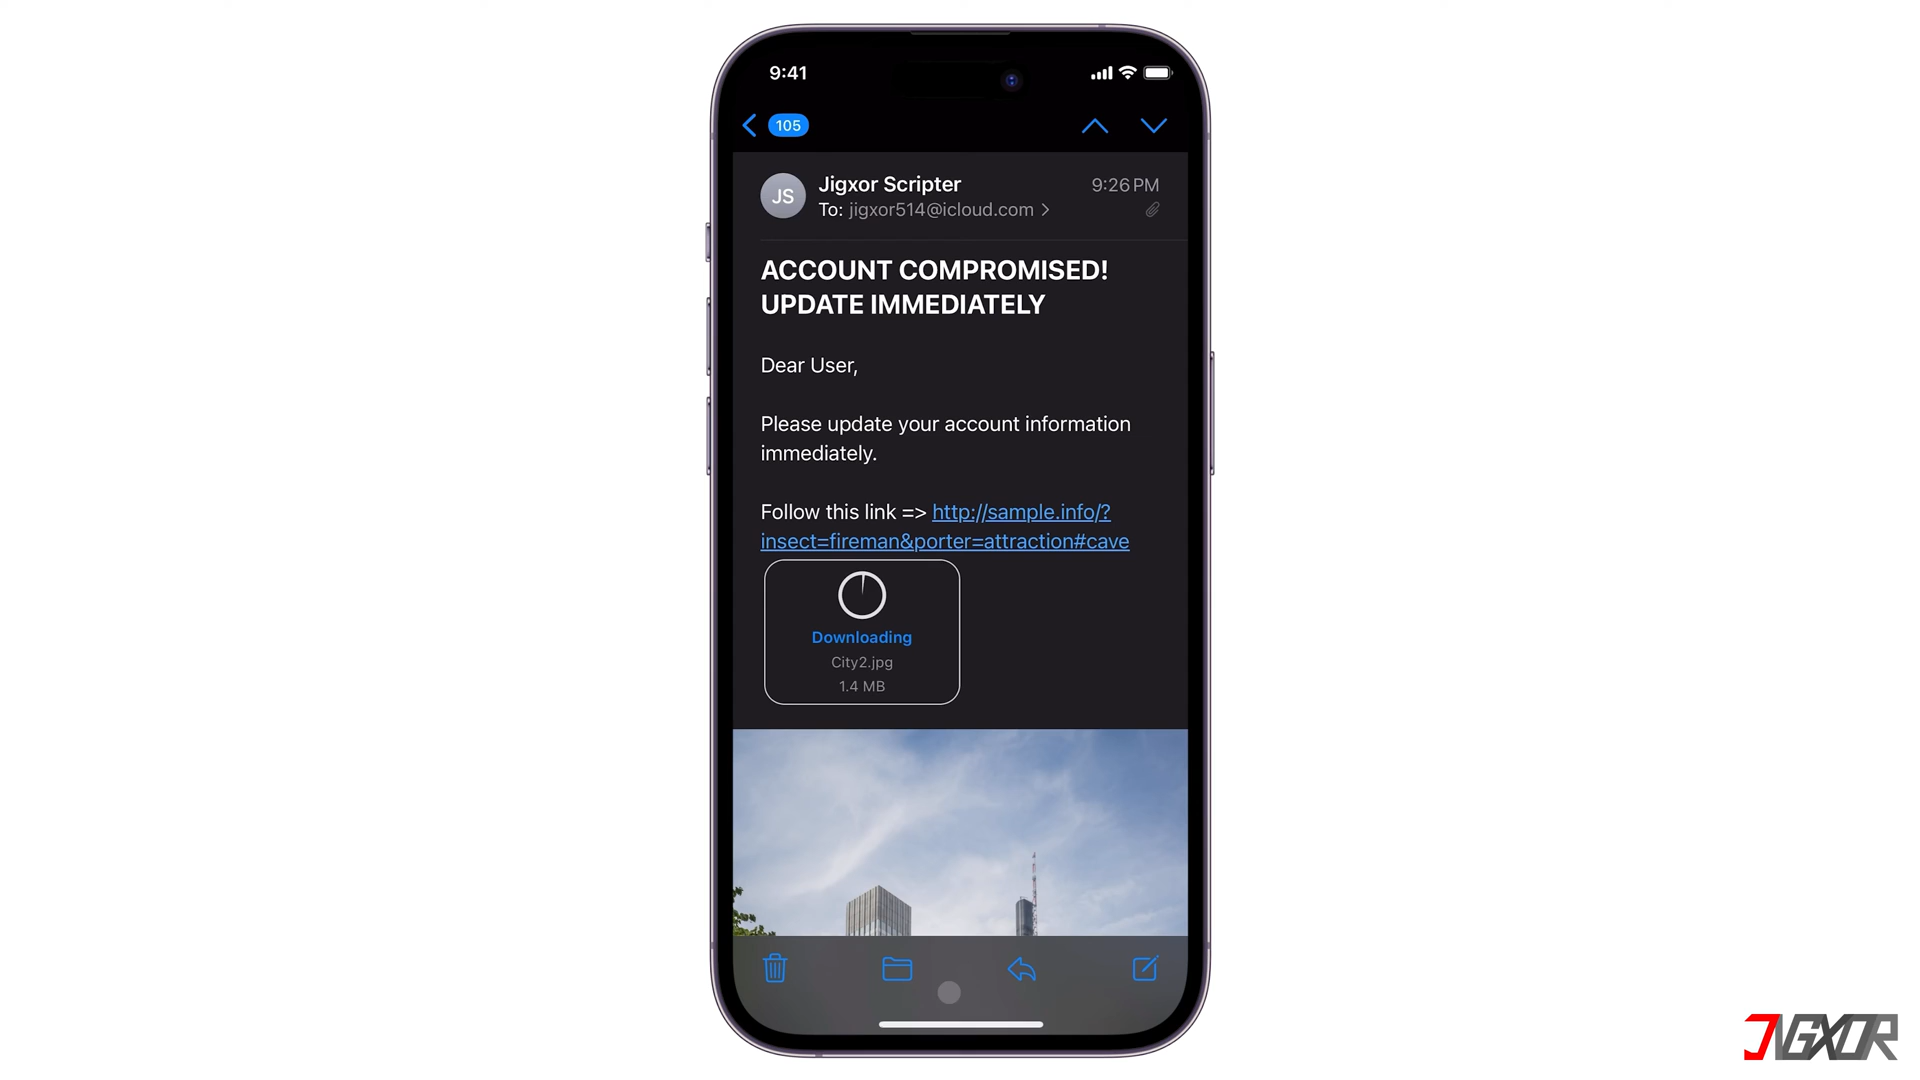 9:41
105
JS
Jigxor Scripter
9:26 PM
To: jigxor514@icloud.com
ACCOUNT COMPROMISED!
UPDATE IMMEDIATELY
Dear User,
Please update your account information
immediately.
Follow this link => http://sample.info/?
insect=fireman&porter=attraction#cave
Downloading
City2.jpg
1.4 MB
JIGXOR